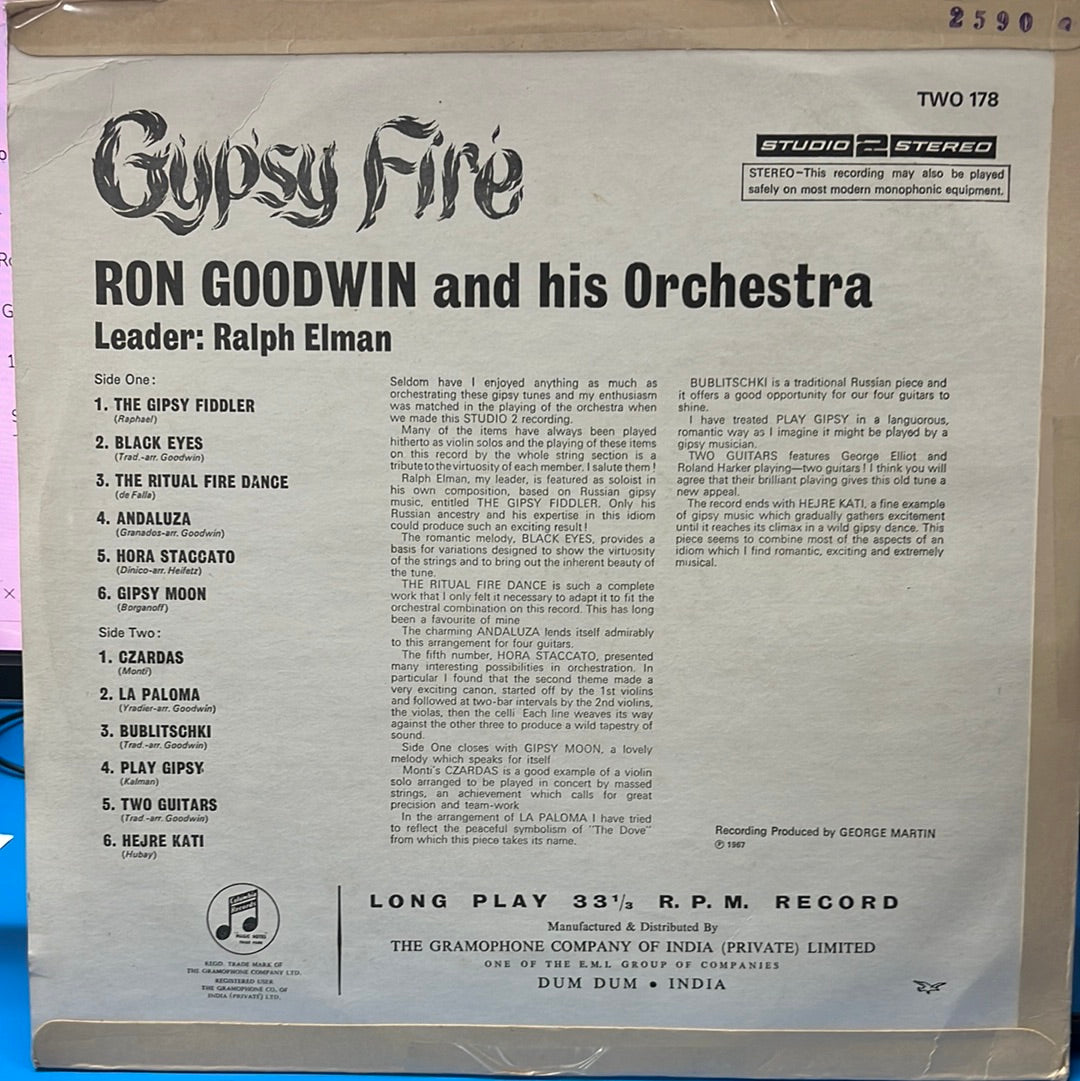 2590
TWO 178
Gypsy Fire
STUDIO 2 STEREO
STEREO–This recording may also be played
safely on most modern monophonic equipment.
RON GOODWIN and his Orchestra
Leader: Ralph Elman
Side One:
1. THE GIPSY FIDDLER
(Raphael)
2. BLACK EYES
(Trad.-arr. Goodwin)
3. THE RITUAL FIRE DANCE
(de Falla)
4. ANDALUZA
(Granados-arr. Goodwin)
5. HORA STACCATO
(Dinico-arr. Heifetz)
6. GIPSY MOON
(Borganoff)
Side Two:
1. CZARDAS
(Monti)
2. LA PALOMA
(Yradier-arr. Goodwin)
3. BUBLITSCHKI
(Trad.-arr. Goodwin)
4. PLAY GIPSY
(Kalman)
5. TWO GUITARS
(Trad.-arr. Goodwin)
6. HEJRE KATI
(Hubay)
Seldom have I enjoyed anything as much as
orchestrating these gipsy tunes and my enthusiasm
was matched in the playing of the orchestra when
we made this STUDIO 2 recording.
Many of the items have always been played
hitherto as violin solos and the playing of these items
on this record by the whole string section is a
tribute to the virtuosity of each member. I salute them!
Ralph Elman, my leader, is featured as soloist in
his own composition, based on Russian gipsy
music, entitled THE GIPSY FIDDLER. Only his
Russian ancestry and his expertise in this idiom
could produce such an exciting result!
The romantic melody, BLACK EYES, provides a
basis for variations designed to show the virtuosity
of the strings and to bring out the inherent beauty of
the tune.
THE RITUAL FIRE DANCE is such a complete
work that I only felt it necessary to adapt it to fit the
orchestral combination on this record. This has long
been a favourite of mine
The charming ANDALUZA lends itself admirably
to this arrangement for four guitars.
The fifth number, HORA STACCATO, presented
many interesting possibilities in orchestration. In
particular I found that the second theme made a
very exciting canon, started off by the 1st violins
and followed at two-bar intervals by the 2nd violins,
the violas, then the celli Each line weaves its way
against the other three to produce a wild tapestry of
sound.
Side One closes with GIPSY MOON, a lovely
melody which speaks for itself
Monti's CZARDAS is a good example of a violin
solo arranged to be played in concert by massed
strings, an achievement which calls for great
precision and team-work
In the arrangement of LA PALOMA I have tried
to reflect the peaceful symbolism of "The Dove"
from which this piece takes its name.
BUBLITSCHKI is a traditional Russian piece and
it offers a good opportunity for our four guitars to
shine.
I have treated PLAY GIPSY in a languorous,
romantic way as I imagine it might be played by a
gipsy musician.
TWO GUITARS features George Elliot and
Roland Harker playing—two guitars! I think you will
agree that their brilliant playing gives this old tune a
new appeal.
The record ends with HEJRE KATI, a fine example
of gipsy music which gradually gathers excitement
until it reaches its climax in a wild gipsy dance. This
piece seems to combine most of the aspects of an
idiom which I find romantic, exciting and extremely
musical.
Recording Produced by GEORGE MARTIN
℗ 1967
Columbia
Records
MAGIC NOTES
TRADE MARK
REGD. TRADE MARK OF
THE GRAMOPHONE COMPANY LTD.
REGISTERED USER
THE GRAMOPHONE CO. OF
INDIA (PRIVATE) LTD.
LONG PLAY 33 1/3 R. P. M. RECORD
Manufactured & Distributed By
THE GRAMOPHONE COMPANY OF INDIA (PRIVATE) LIMITED
ONE OF THE E.M.I. GROUP OF COMPANIES
DUM DUM • INDIA